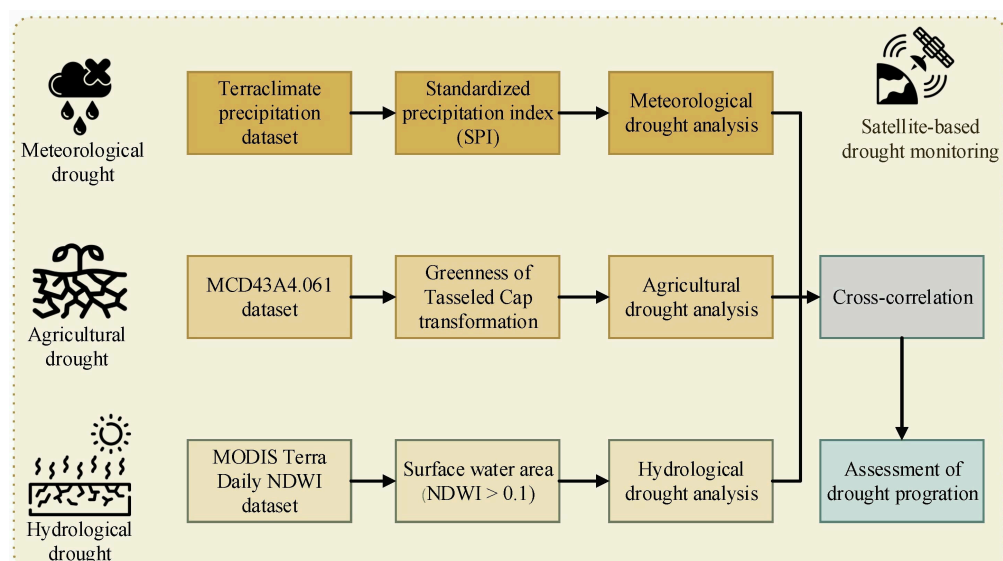 Meteorological
drought
Terraclimate
precipitation
dataset
Standardized
precipitation index
(SPI)
Meteorological
drought analysis
Satellite-based
drought monitoring
Agricultural
drought
MCD43A4.061
dataset
Greenness of
Tasseled Cap
transformation
Agricultural
drought analysis
Cross-correlation
Hydrological
drought
MODIS Terra
Daily NDWI
dataset
Surface water area
(NDWI > 0.1)
Hydrological
drought analysis
Assessment of
drought progration